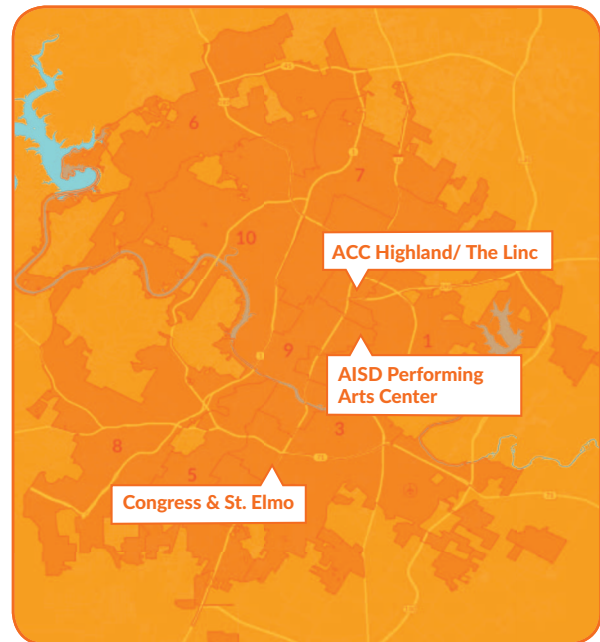 6
7
10
ACC Highland/ The Linc
1
9
AISD Performing
Arts Center
3
8
5
Congress & St. Elmo
71